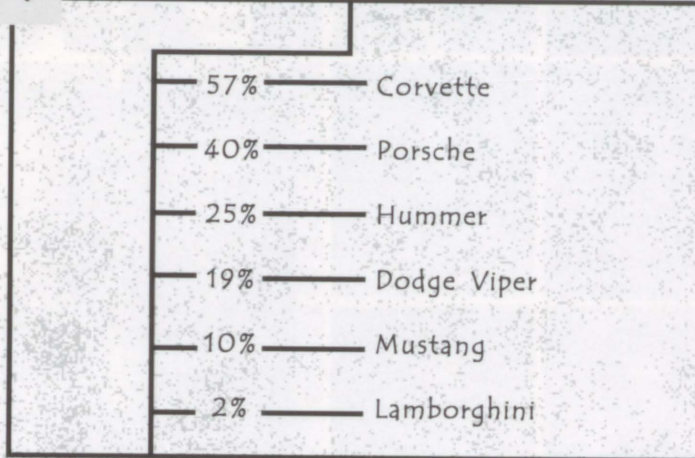 57% Corvette
40% Porsche
25% Hummer
19% Dodge Viper
10% Mustang
2% Lamborghini